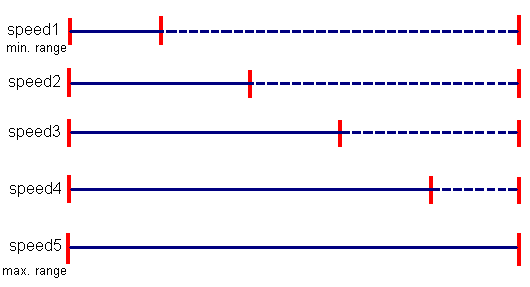 speed1
min. range
speed2
speed3
speed4
speed5
max. range